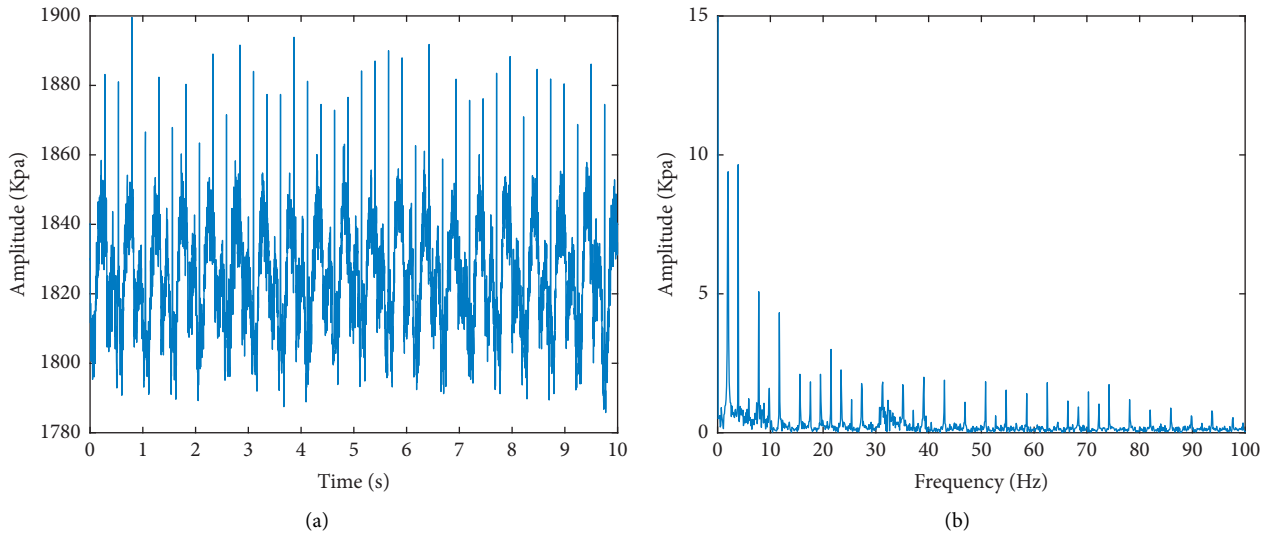 1900
1880
1860
1840
1820
1800
1780
Amplitude (Kpa)
0 1 2 3 4 5 6 7 8 9 10
Time (s)
(a)
15
10
5
0
Amplitude (Kpa)
0 10 20 30 40 50 60 70 80 90 100
Frequency (Hz)
(b)